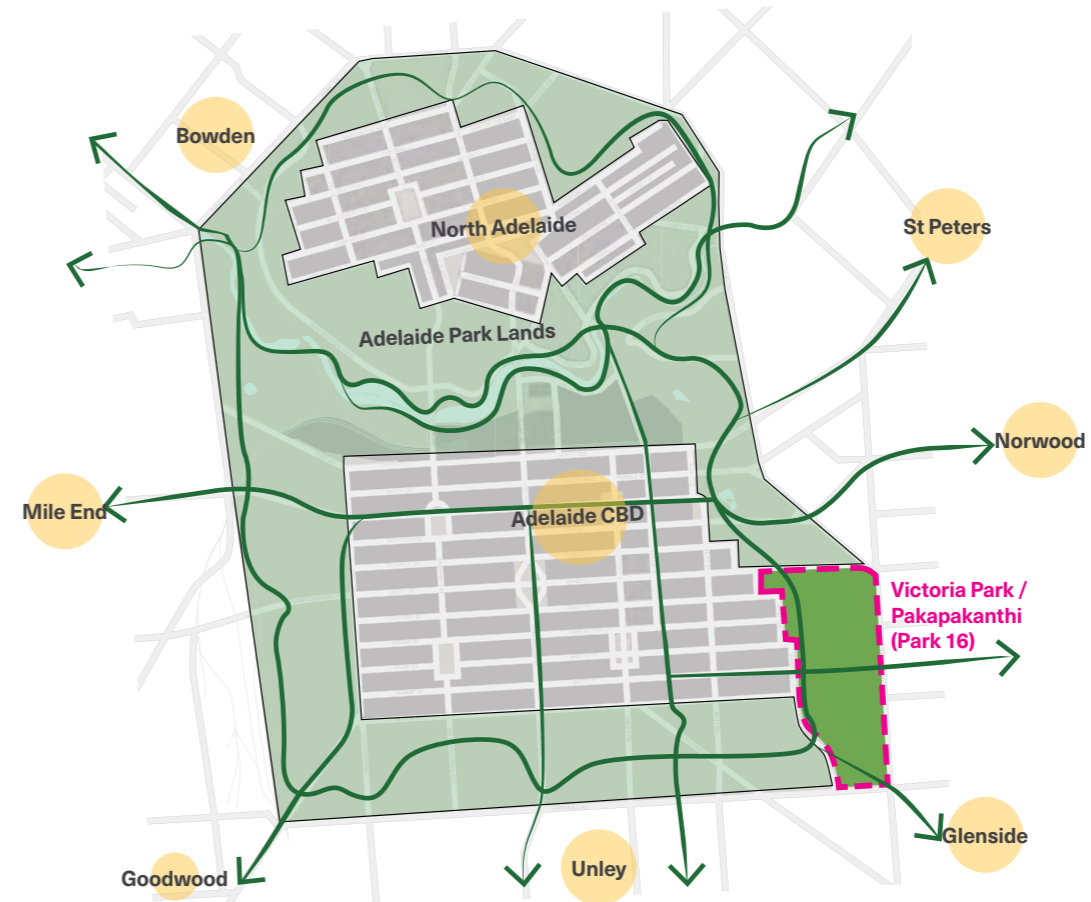 Bowden
North Adelaide
St Peters
Adelaide Park Lands
Norwood
Mile End
Adelaide CBD
Victoria Park /
Pakapakanthi
(Park 16)
Glenside
Unley
Goodwood